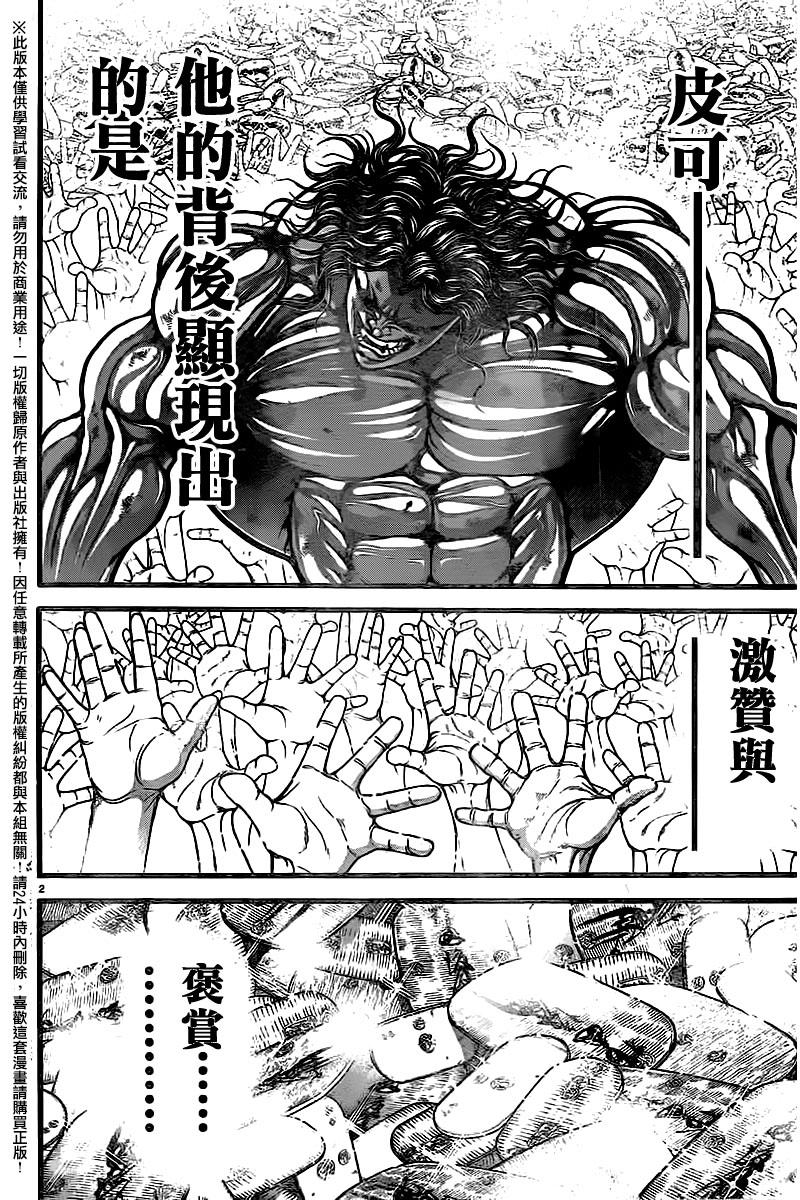 皮可
他的背後顯現出
的是
激贊與
褒賞………
………
2
※此版本僅供學習試看交流，請勿用於商業用途！一切版權歸原作者與出版社擁有！因任意轉載所產生的版權糾紛都與本組無關！請24小時內刪除，喜歡這套漫畫請購買正版！